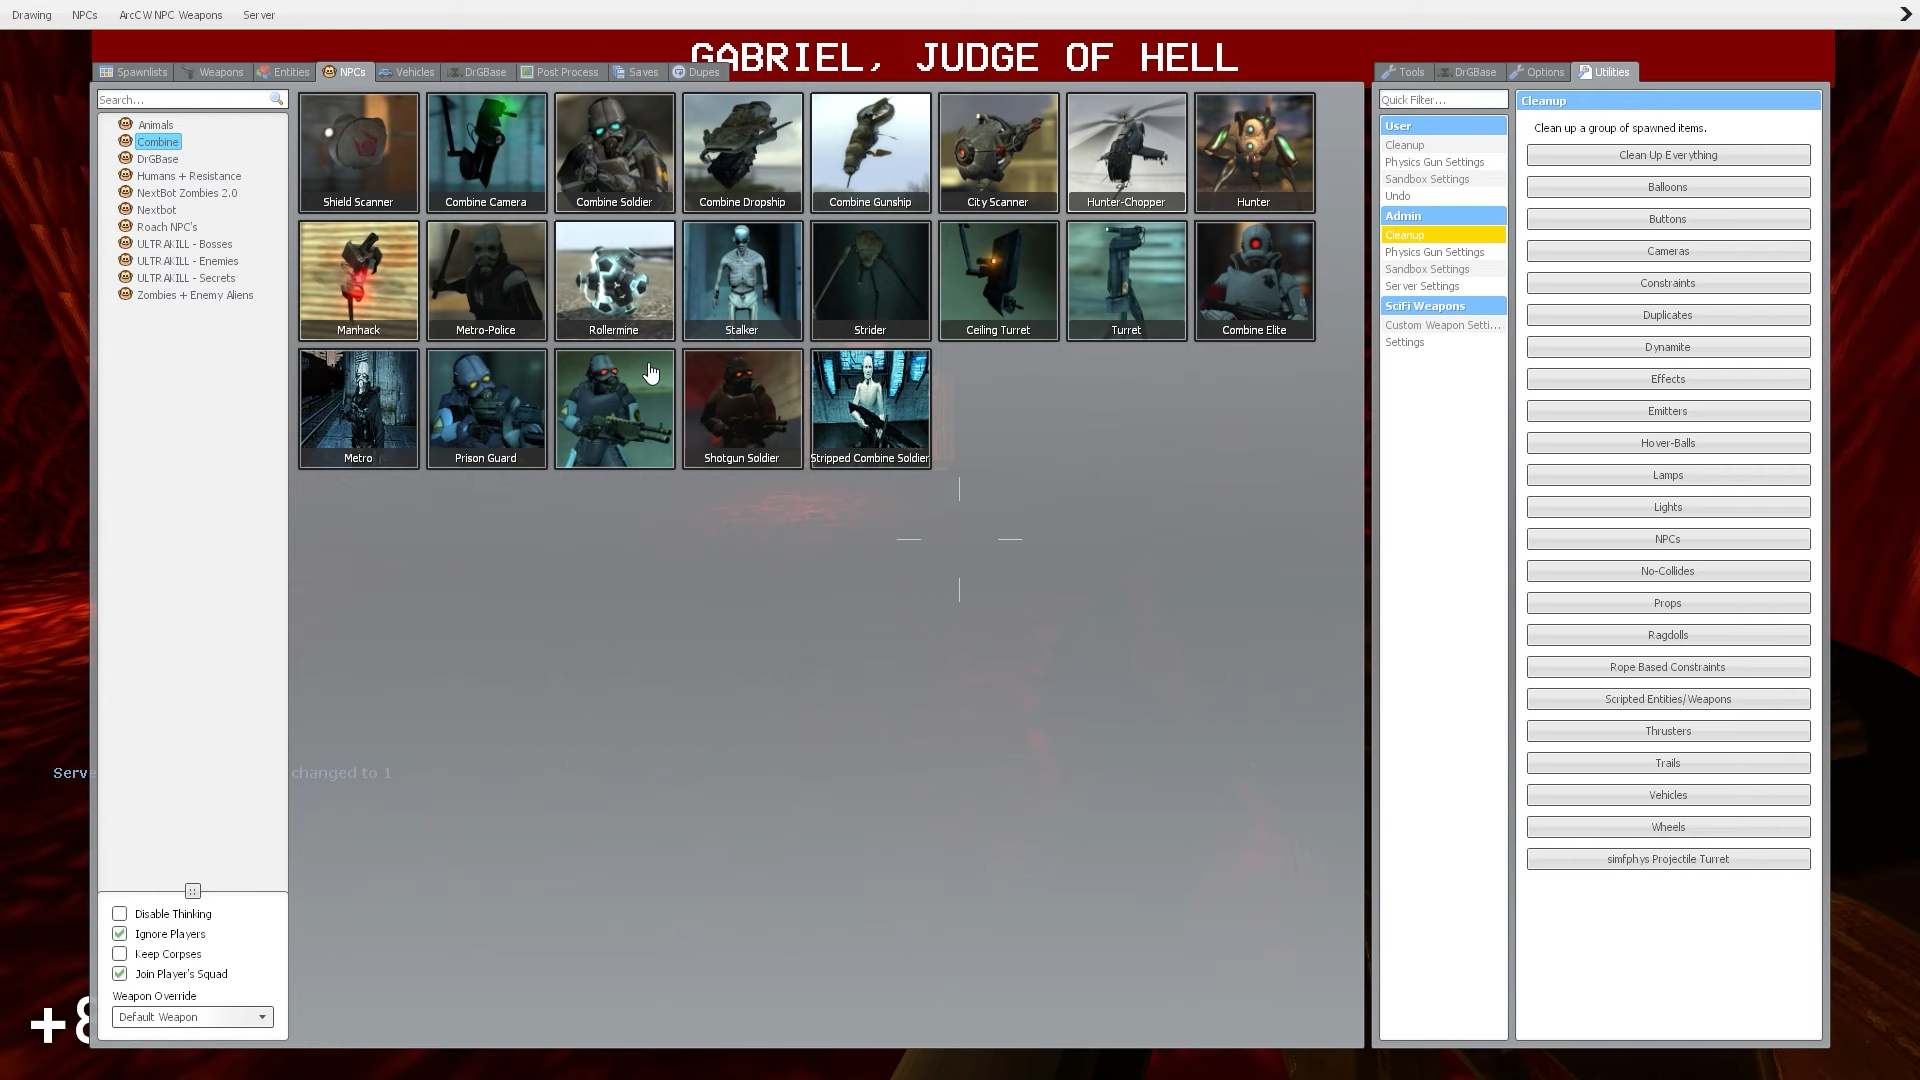 Drawing NPCs ArcCW NPC Weapons Server
GABRIEL, JUDGE OF HELL
Spawnlists Weapons Entities NPCs Vehicles DrGBase Post Process Saves Dupes
Search...
Animals
Combine
DrGBase
Humans + Resistance
NextBot Zombies 2.0
Nextbot
Roach NPC's
ULTRAKILL - Bosses
ULTRAKILL - Enemies
ULTRAKILL - Secrets
Zombies + Enemy Aliens
Shield Scanner Combine Camera Combine Soldier Combine Dropship Combine Gunship City Scanner Hunter-Chopper Hunter
Manhack Metro-Police Rollermine Stalker Strider Ceiling Turret Turret Combine Elite
Metro Prison Guard Shotgun Soldier Stripped Combine Soldier
changed to 1
Disable Thinking
Ignore Players
Keep Corpses
Join Player's Squad
Weapon Override
Default Weapon
Tools DrGBase Options Utilities
Quick Filter...
User
Cleanup
Physics Gun Settings
Sandbox Settings
Undo
Admin
Cleanup
Physics Gun Settings
Sandbox Settings
Server Settings
SciFi Weapons
Custom Weapon Setti...
Settings
Cleanup
Clean up a group of spawned items.
Clean Up Everything
Balloons
Buttons
Cameras
Constraints
Duplicates
Dynamite
Effects
Emitters
Hover-Balls
Lamps
Lights
NPCs
No-Collides
Props
Ragdolls
Rope Based Constraints
Scripted Entities/Weapons
Thrusters
Trails
Vehicles
Wheels
simfphys Projectile Turret